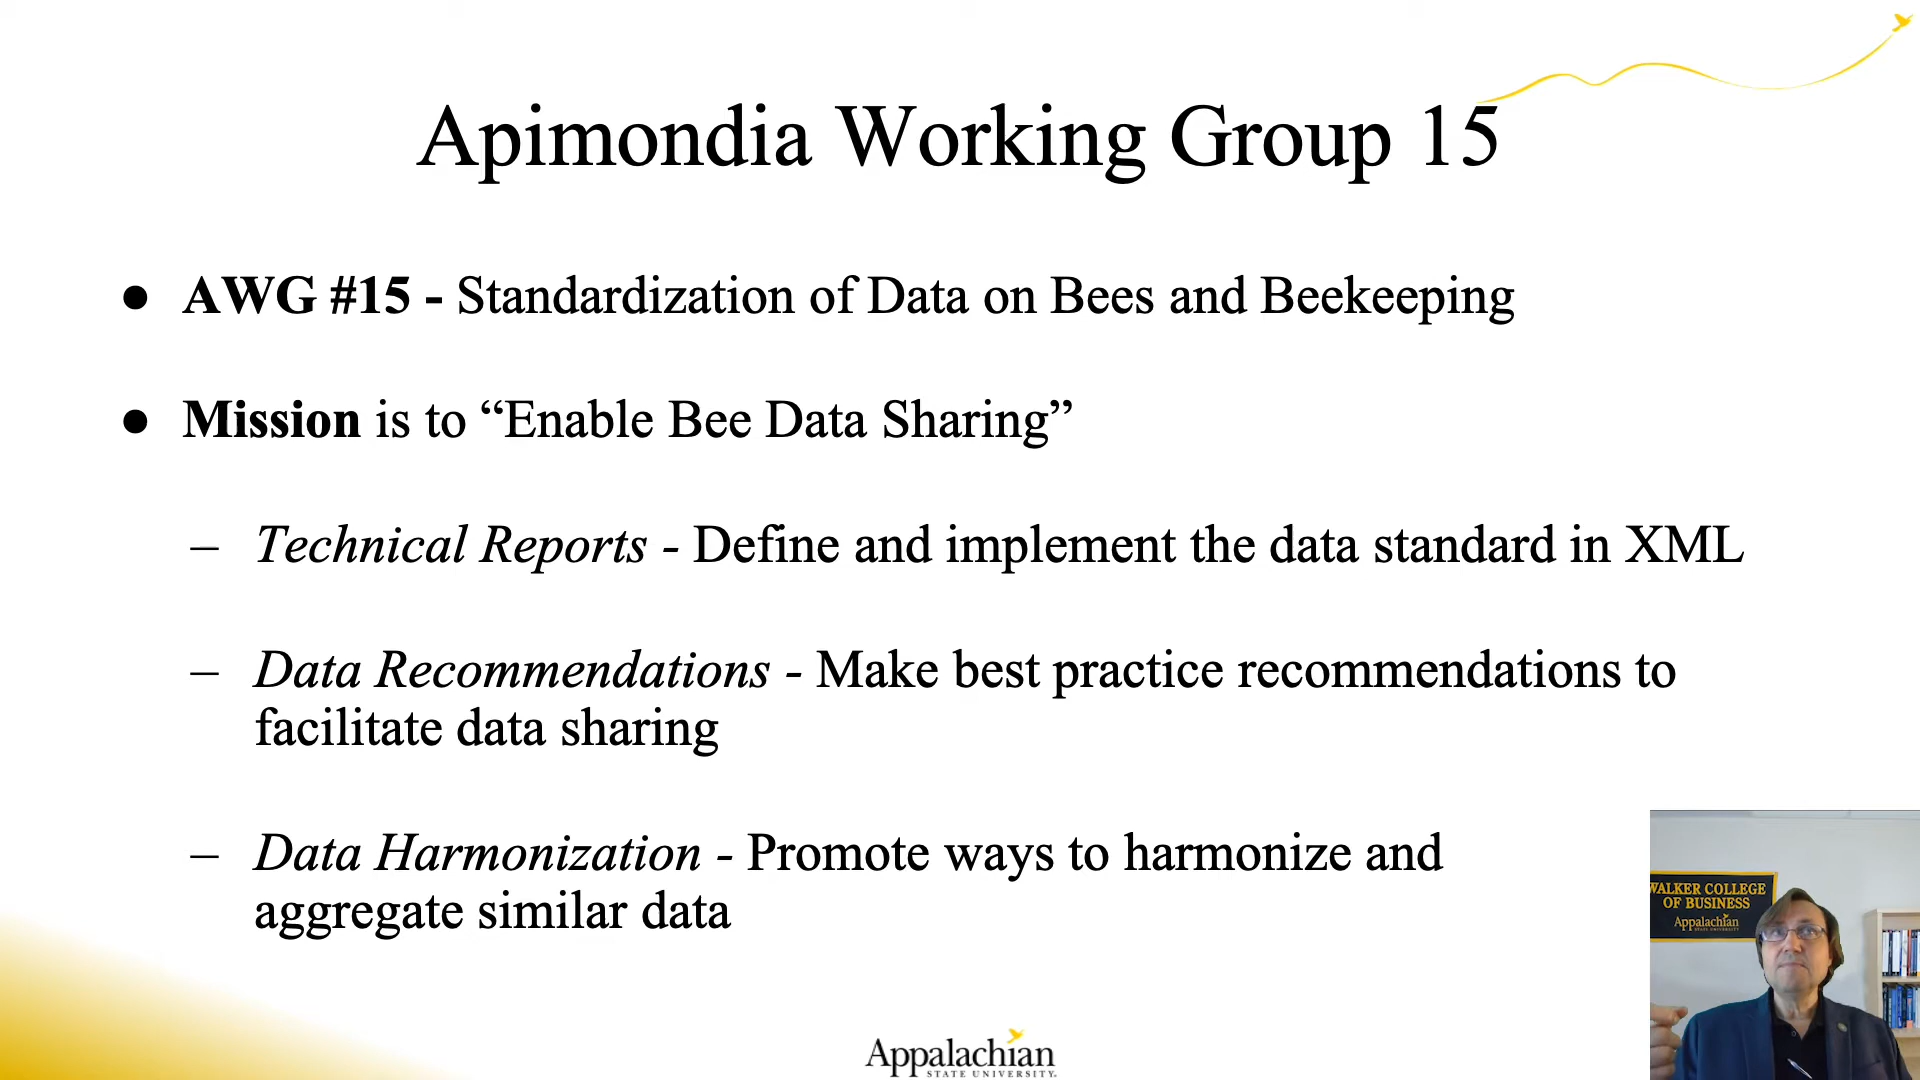 Apimondia Working Group 15
● AWG #15 - Standardization of Data on Bees and Beekeeping
● Mission is to “Enable Bee Data Sharing”
– Technical Reports - Define and implement the data standard in XML
– Data Recommendations - Make best practice recommendations to
facilitate data sharing
– Data Harmonization - Promote ways to harmonize and
aggregate similar data
WALKER COLLEGE
OF BUSINESS
Appalachian
STATE UNIVERSITY
Appalachian
STATE UNIVERSITY.